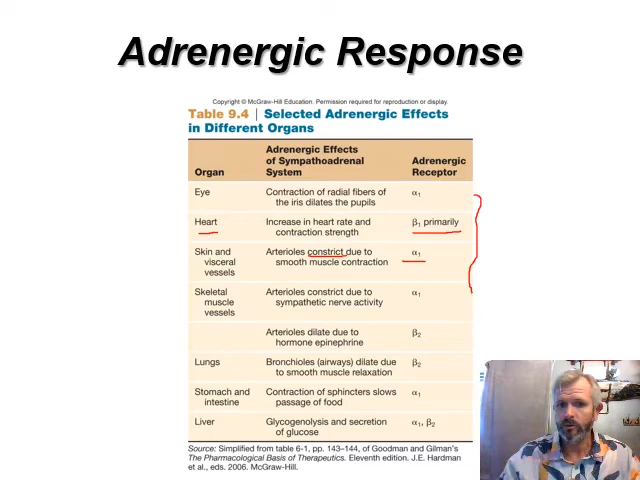 Adrenergic Response
Copyright © McGraw-Hill Education. Permission required for reproduction or display.
Table 9.4 | Selected Adrenergic Effects
in Different Organs
Organ
Adrenergic Effects
of Sympathoadrenal
System
Adrenergic
Receptor
Eye
Contraction of radial fibers of
the iris dilates the pupils
α₁
Heart
Increase in heart rate and
contraction strength
β₁ primarily
Skin and
visceral
vessels
Arterioles constrict due to
smooth muscle contraction
α₁
Skeletal
muscle
vessels
Arterioles constrict due to
sympathetic nerve activity
α₁
Arterioles dilate due to
hormone epinephrine
β₂
Lungs
Bronchioles (airways) dilate due
to smooth muscle relaxation
β₂
Stomach and
intestine
Contraction of sphincters slows
passage of food
α₁
Liver
Glycogenolysis and secretion
of glucose
α₁, β₂
Source: Simplified from table 6-1, pp. 143–144, of Goodman and Gilman's
The Pharmacological Basis of Therapeutics. Eleventh edition. J.E. Hardman
et al., eds. 2006. McGraw-Hill.